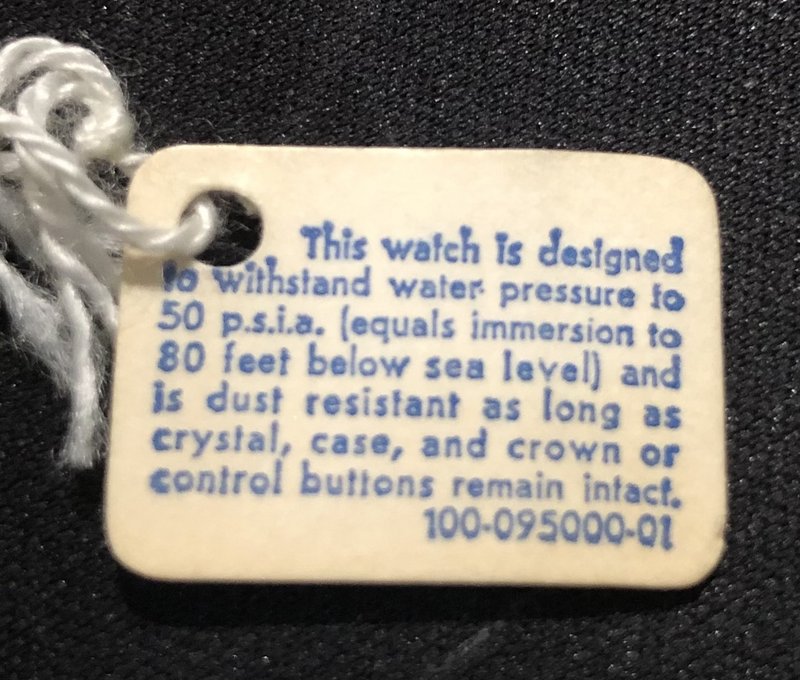 This watch is designed
to withstand water pressure to
50 p.s.i.a. (equals immersion to
80 feet below sea level) and
is dust resistant as long as
crystal, case, and crown or
control buttons remain intact.
100-095000-01